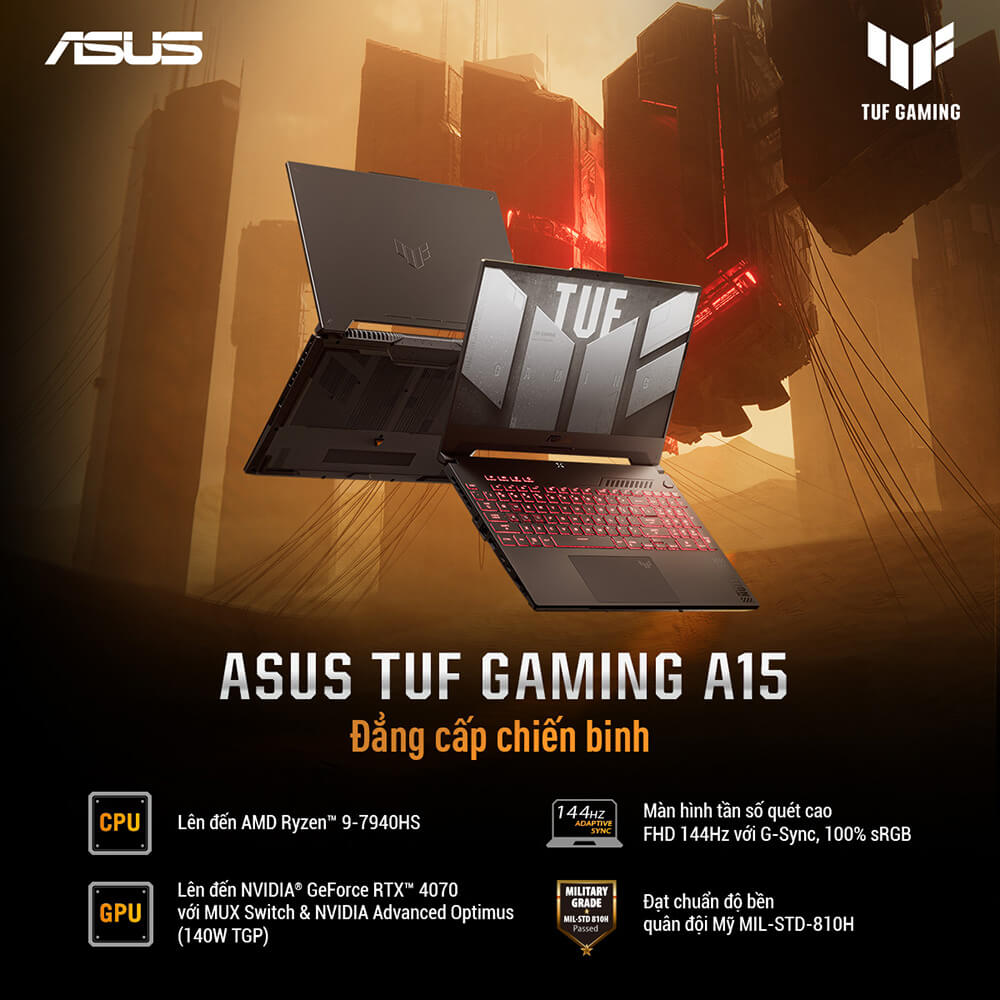 ASUS
TUF GAMING
TUF
ASUS TUF GAMING A15
Đẳng cấp chiến binh
CPU
Lên đến AMD Ryzen™ 9-7940HS
144HZ
ADAPTIVE
SYNC
Màn hình tần số quét cao
FHD 144Hz với G-Sync, 100% sRGB
GPU
Lên đến NVIDIA® GeForce RTX™ 4070
với MUX Switch & NVIDIA Advanced Optimus
(140W TGP)
MILITARY
GRADE
MIL-STD 810H
Passed
Đạt chuẩn độ bền
quân đội Mỹ MIL-STD-810H